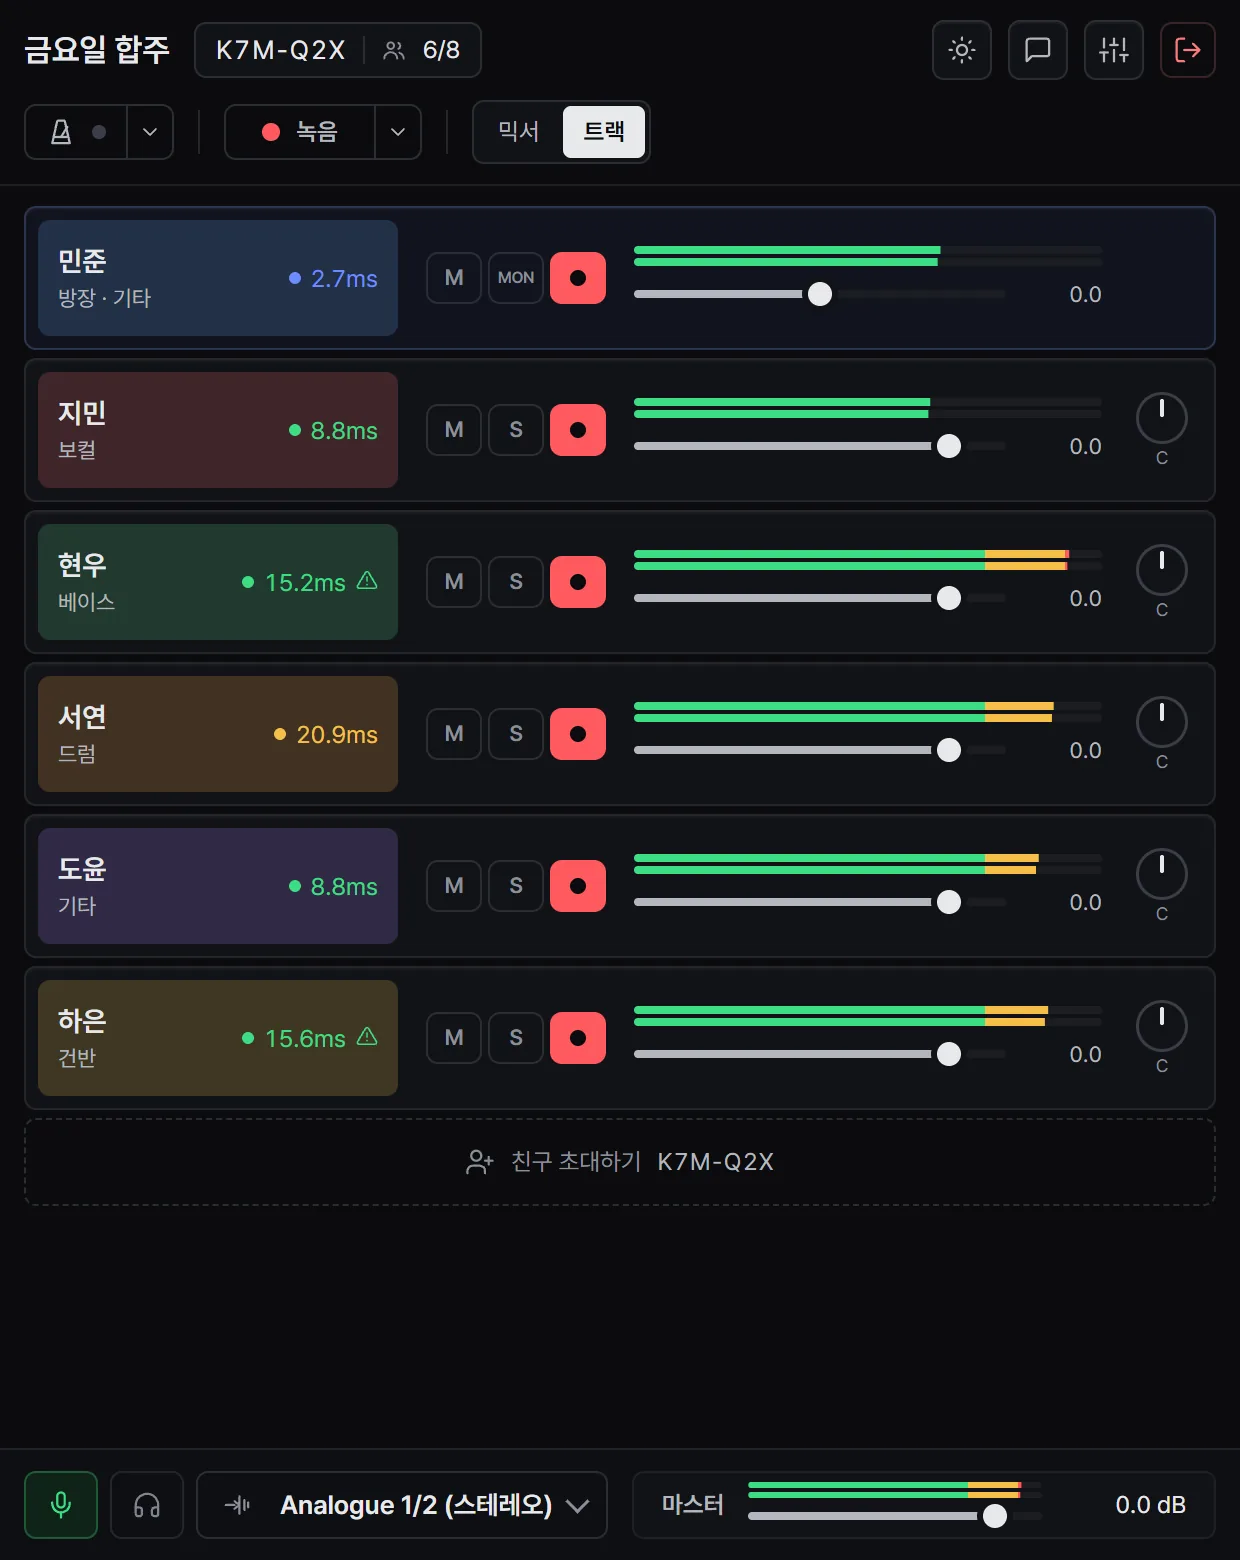 금요일 합주 K7M-Q2X 6/8
녹음 믹서 트랙
민준
방장 · 기타
2.7ms
M MON
0.0
지민
보컬
8.8ms
M S
0.0
C
현우
베이스
15.2ms
M S
0.0
C
서연
드럼
20.9ms
M S
0.0
C
도윤
기타
8.8ms
M S
0.0
C
하은
건반
15.6ms
M S
0.0
C
친구 초대하기 K7M-Q2X
Analogue 1/2 (스테레오) 마스터 0.0 dB